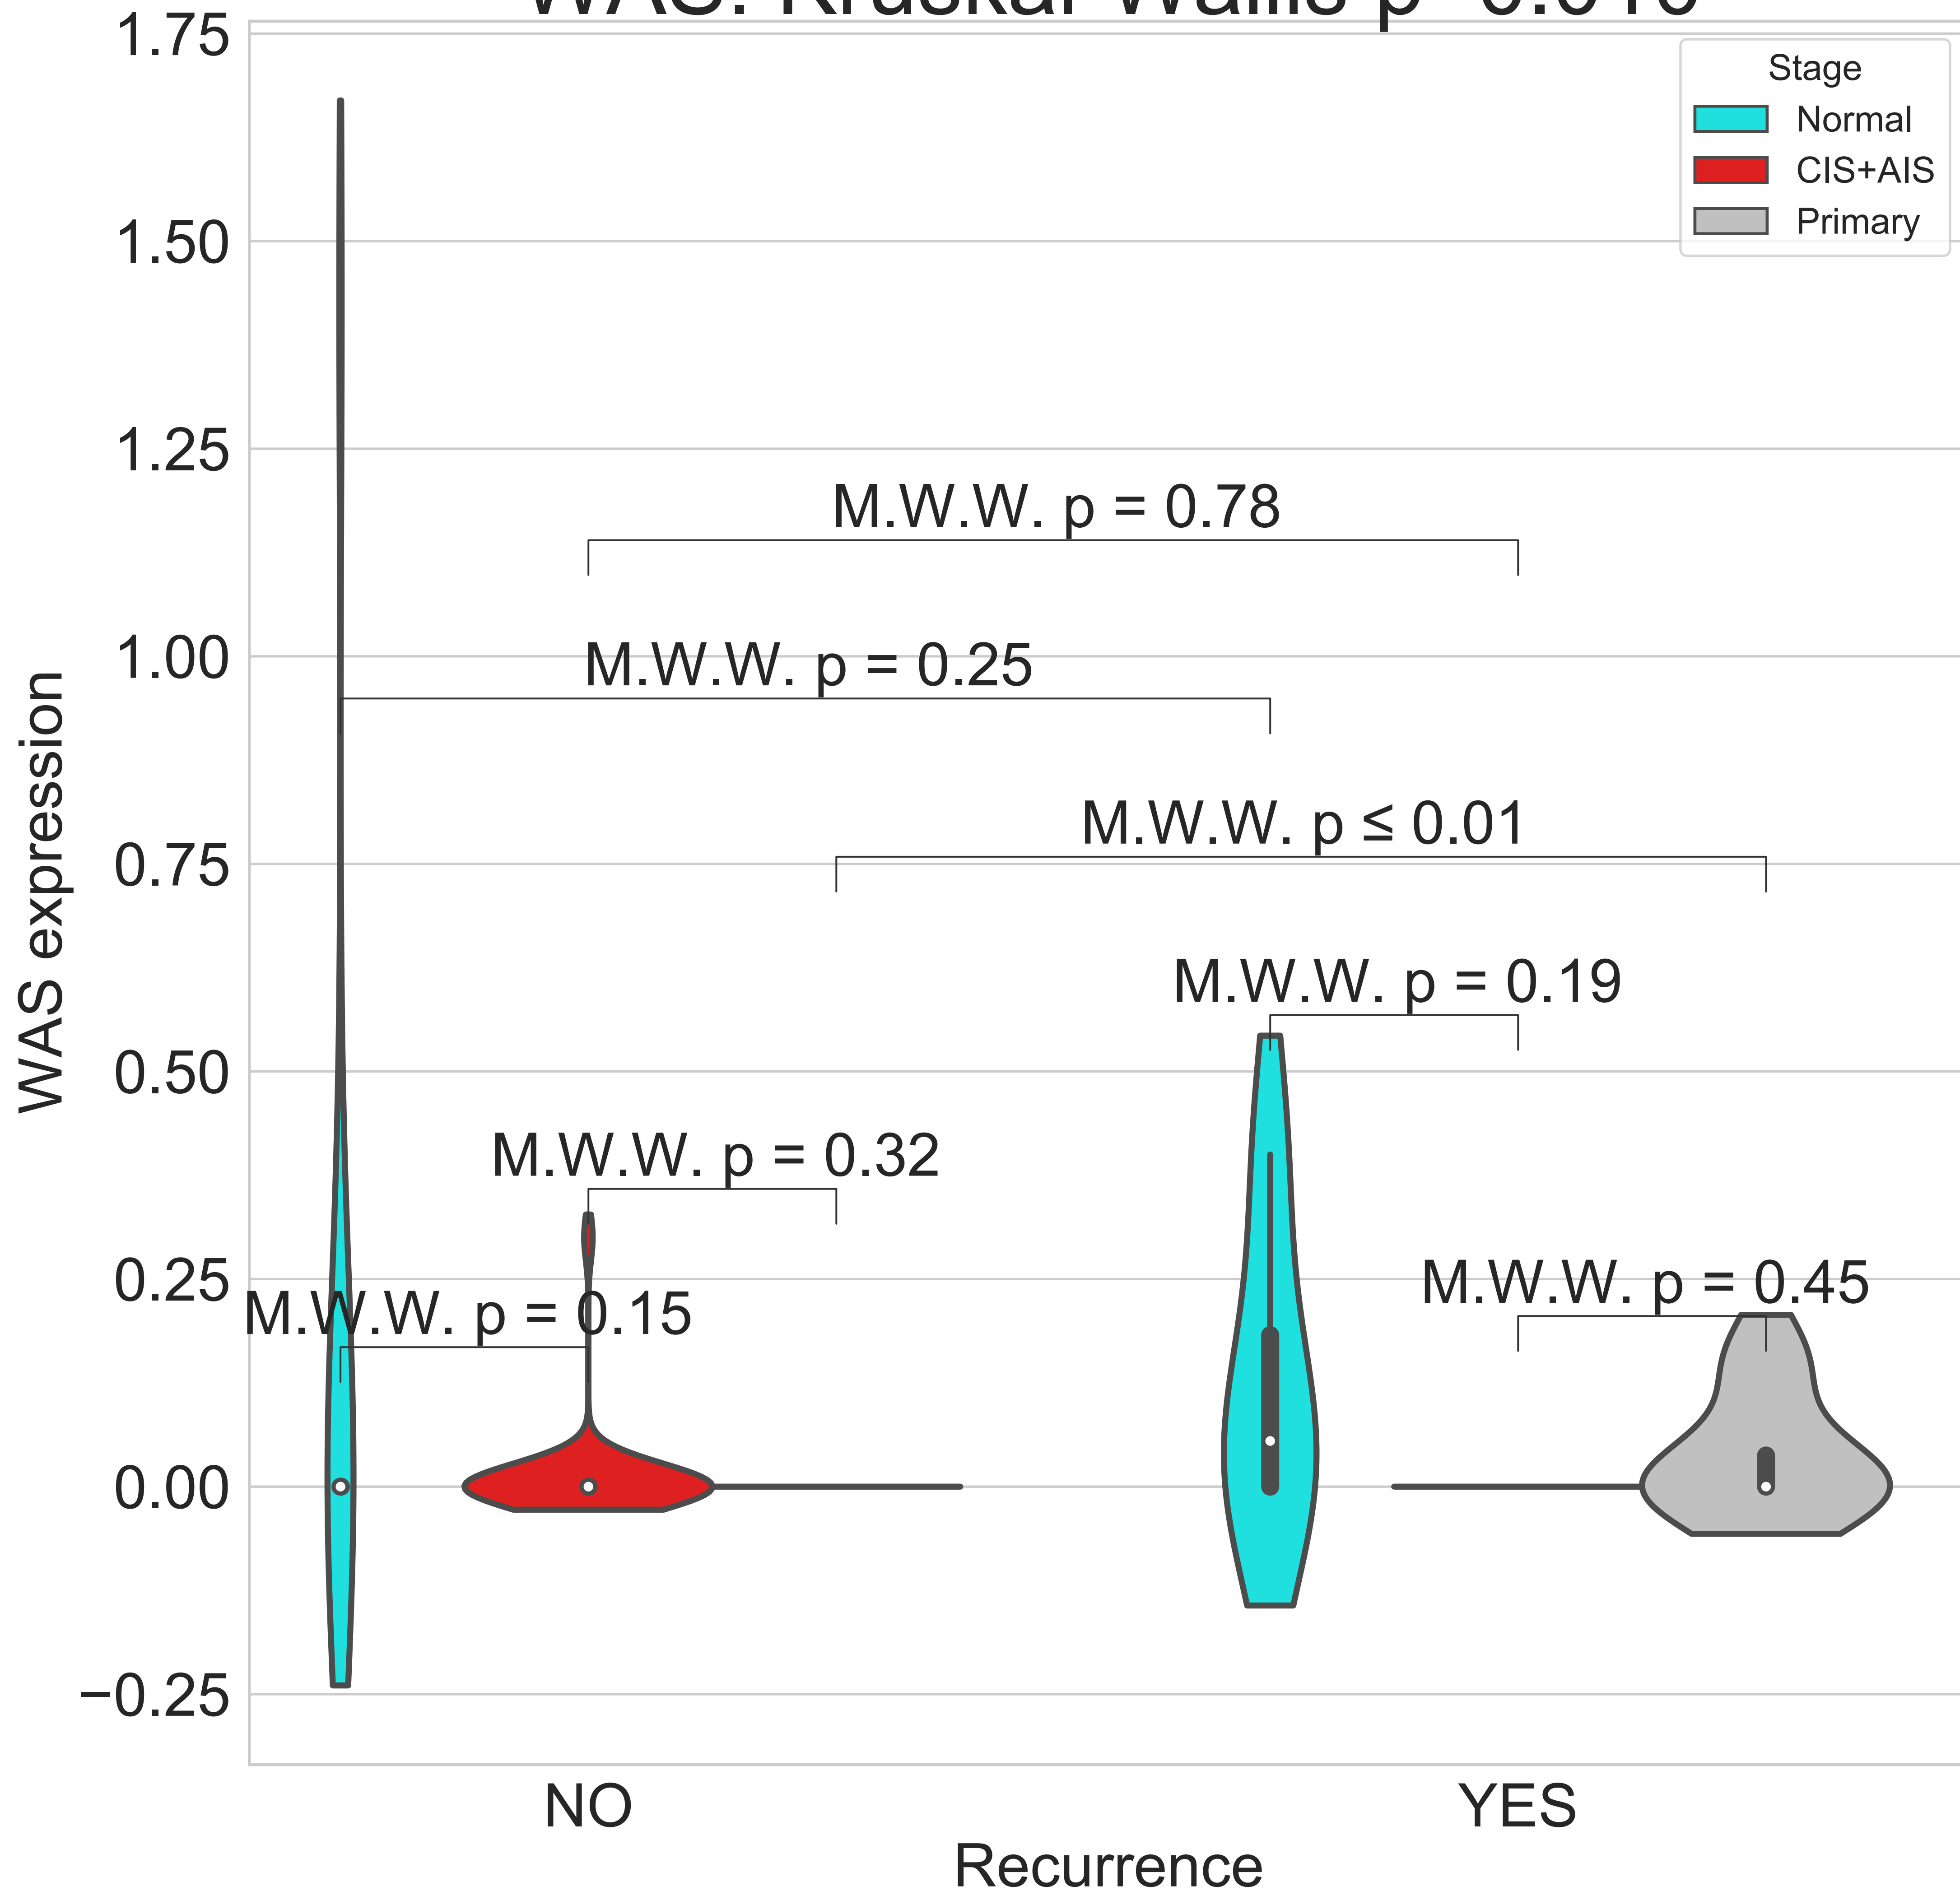 1.75
Stage
Normal
CIS+AIS
Primary
1.50
1.25
M.W.W. p = 0.78
1.00
M.W.W. p = 0.25
M.W.W. p ≤ 0.01
0.75
M.W.W. p = 0.19
0.50
M.W.W. p = 0.32
0.25
M.W.W. p = 0.45
M.W.W. p = 0.15
0.00
−0.25
WAS expression
NO
YES
Recurrence